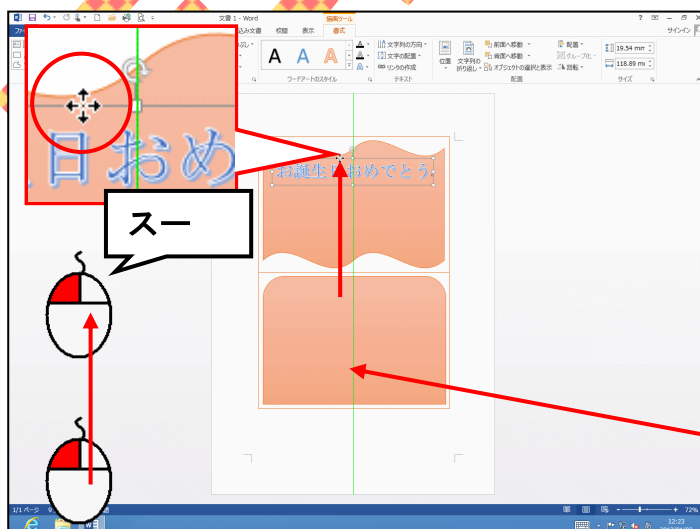 文書 1 - Word
描画ツール
サインイン
込み文書 校閲 表示 書式
文字列の方向
文字の配置
リンクの作成
位置
文字列の
折り返し
前面へ移動
背面へ移動
オブジェクトの選択と表示
配置
グループ化
回転
19.54 mm
118.89 mm
A A A
ワードアートのスタイル
テキスト
配置
サイズ
日おめ
お誕生日おめでとう
スー
1/1 ページ
72%
12:23